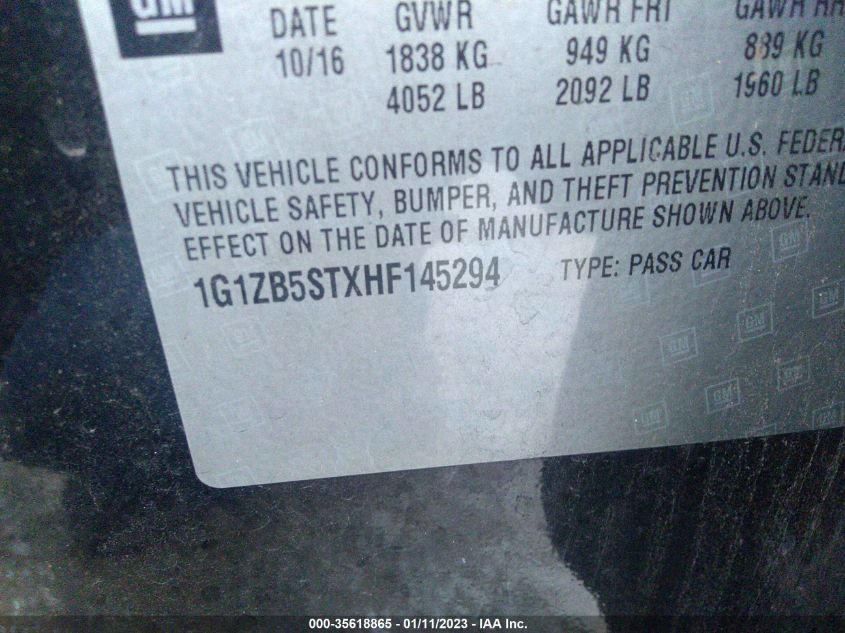 GM
DATE GVWR GAWR FRT GAWR RR
10/16 1838 KG 949 KG 889 KG
4052 LB 2092 LB 1960 LB
THIS VEHICLE CONFORMS TO ALL APPLICABLE U.S. FEDERA
VEHICLE SAFETY, BUMPER, AND THEFT PREVENTION STAND
EFFECT ON THE DATE OF MANUFACTURE SHOWN ABOVE.
1G1ZB5STXHF145294 TYPE: PASS CAR
000-35618865 - 01/11/2023 - IAA Inc.